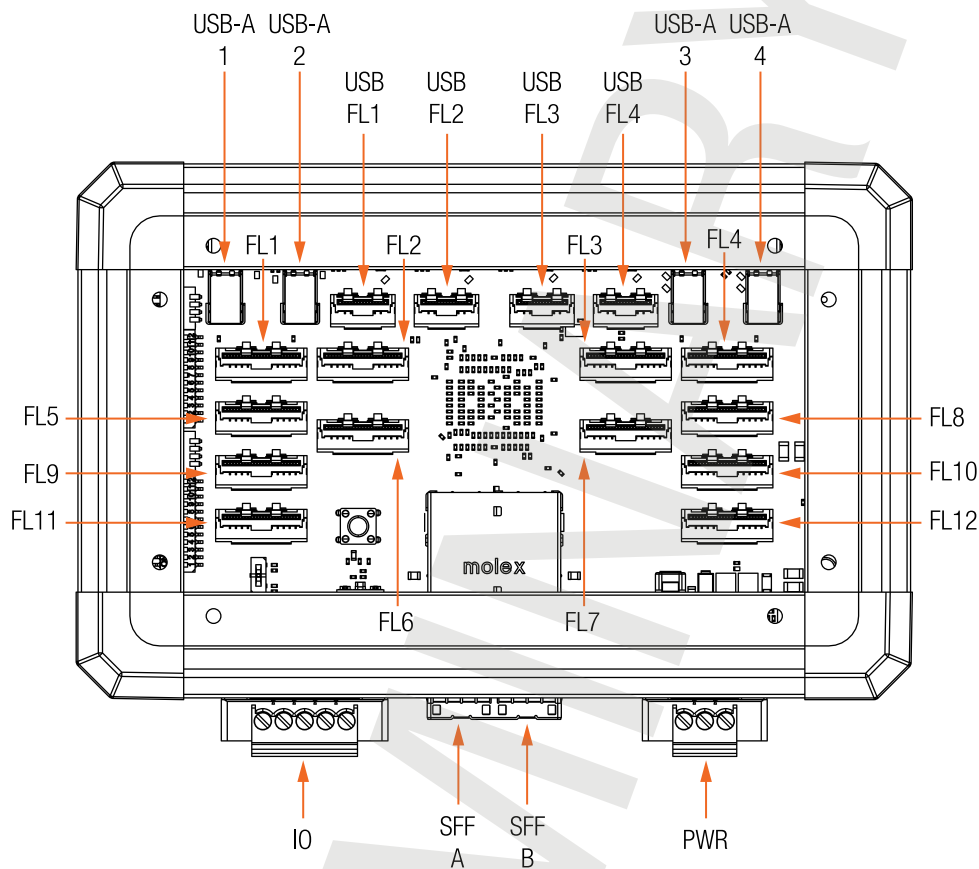 USB-A USB-A
1 2
USB-A USB-A
3 4
USB USB USB USB
FL1 FL2 FL3 FL4
FL1 FL2 FL3 FL4
FL5 FL8
FL9 FL10
FL11 FL12
molex
FL6 FL7
IO SFF SFF PWR
A B
PRELIMINARY